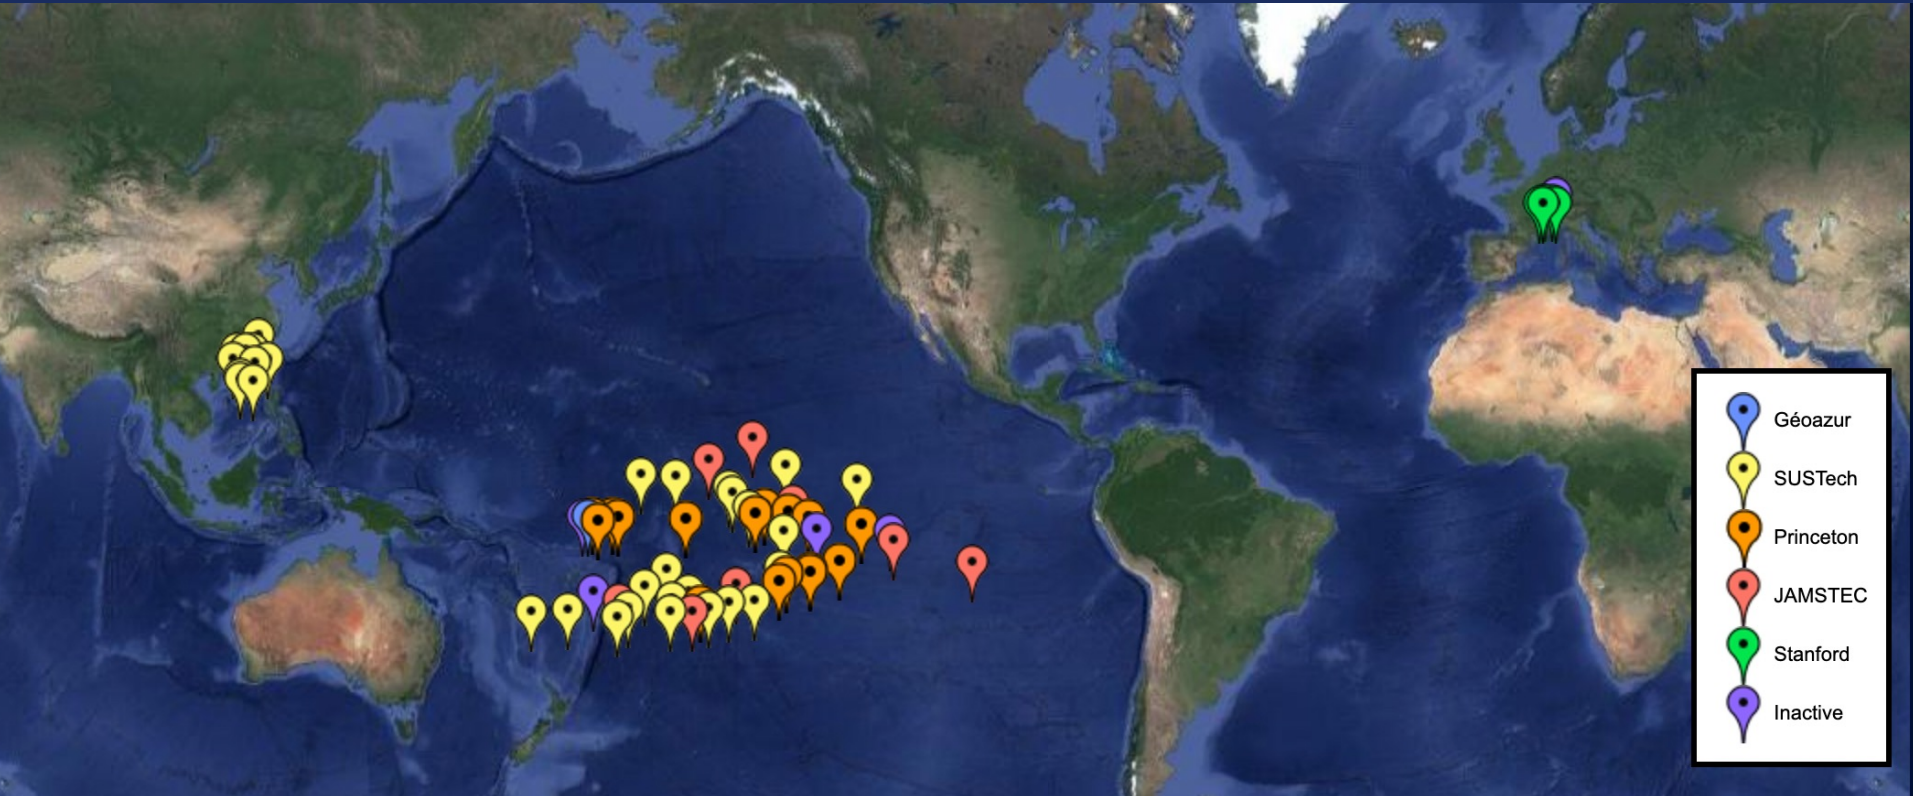 Géoazur
SUSTech
Princeton
JAMSTEC
Stanford
Inactive